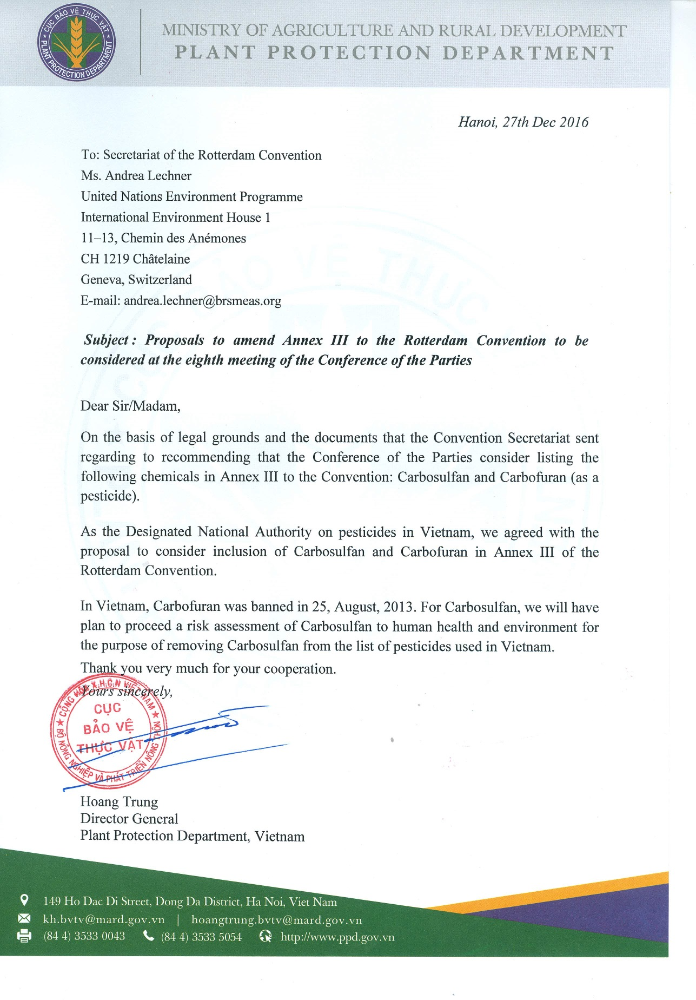 CỤC BẢO VỆ THỰC VẬT
PLANT PROTECTION DEPARTMENT
MINISTRY OF AGRICULTURE AND RURAL DEVELOPMENT
PLANT PROTECTION DEPARTMENT
Hanoi, 27th Dec 2016
To: Secretariat of the Rotterdam Convention
Ms. Andrea Lechner
United Nations Environment Programme
International Environment House 1
11–13, Chemin des Anémones
CH 1219 Châtelaine
Geneva, Switzerland
E-mail: andrea.lechner@brsmeas.org
Subject : Proposals to amend Annex III to the Rotterdam Convention to be
considered at the eighth meeting of the Conference of the Parties
Dear Sir/Madam,
On the basis of legal grounds and the documents that the Convention Secretariat sent
regarding to recommending that the Conference of the Parties consider listing the
following chemicals in Annex III to the Convention: Carbosulfan and Carbofuran (as a
pesticide).
As the Designated National Authority on pesticides in Vietnam, we agreed with the
proposal to consider inclusion of Carbosulfan and Carbofuran in Annex III of the
Rotterdam Convention.
In Vietnam, Carbofuran was banned in 25, August, 2013. For Carbosulfan, we will have
plan to proceed a risk assessment of Carbosulfan to human health and environment for
the purpose of removing Carbosulfan from the list of pesticides used in Vietnam.
Thank you very much for your cooperation.
Yours sincerely,
CỘNG HÒA X.H.C.N VIỆT NAM
CỤC
BẢO VỆ
THỰC VẬT
BỘ NÔNG NGHIỆP VÀ PHÁT TRIỂN NÔNG THÔN
Hoang Trung
Director General
Plant Protection Department, Vietnam
149 Ho Dac Di Street, Dong Da District, Ha Noi, Viet Nam
kh.bvtv@mard.gov.vn | hoangtrung.bvtv@mard.gov.vn
(84 4) 3533 0043 (84 4) 3533 5054 http://www.ppd.gov.vn